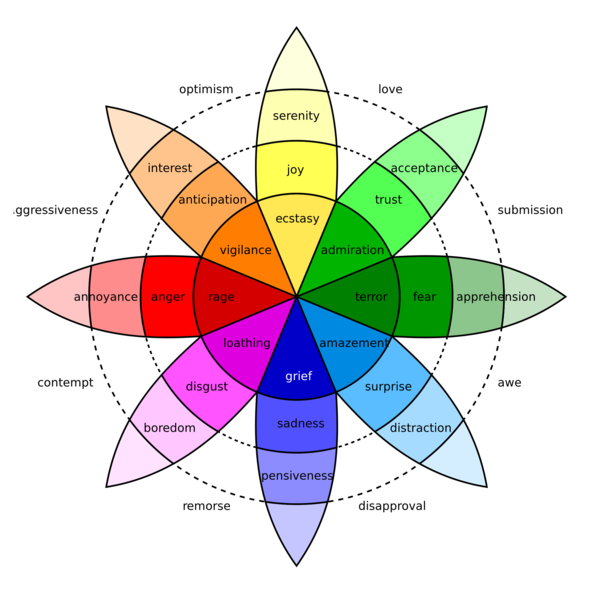 optimism
love
serenity
interest
joy
acceptance
anticipation
trust
ggressiveness
ecstasy
submission
vigilance
admiration
annoyance
anger
rage
terror
fear
apprehension
loathing
amazement
grief
contempt
disgust
surprise
awe
boredom
sadness
distraction
pensiveness
remorse
disapproval